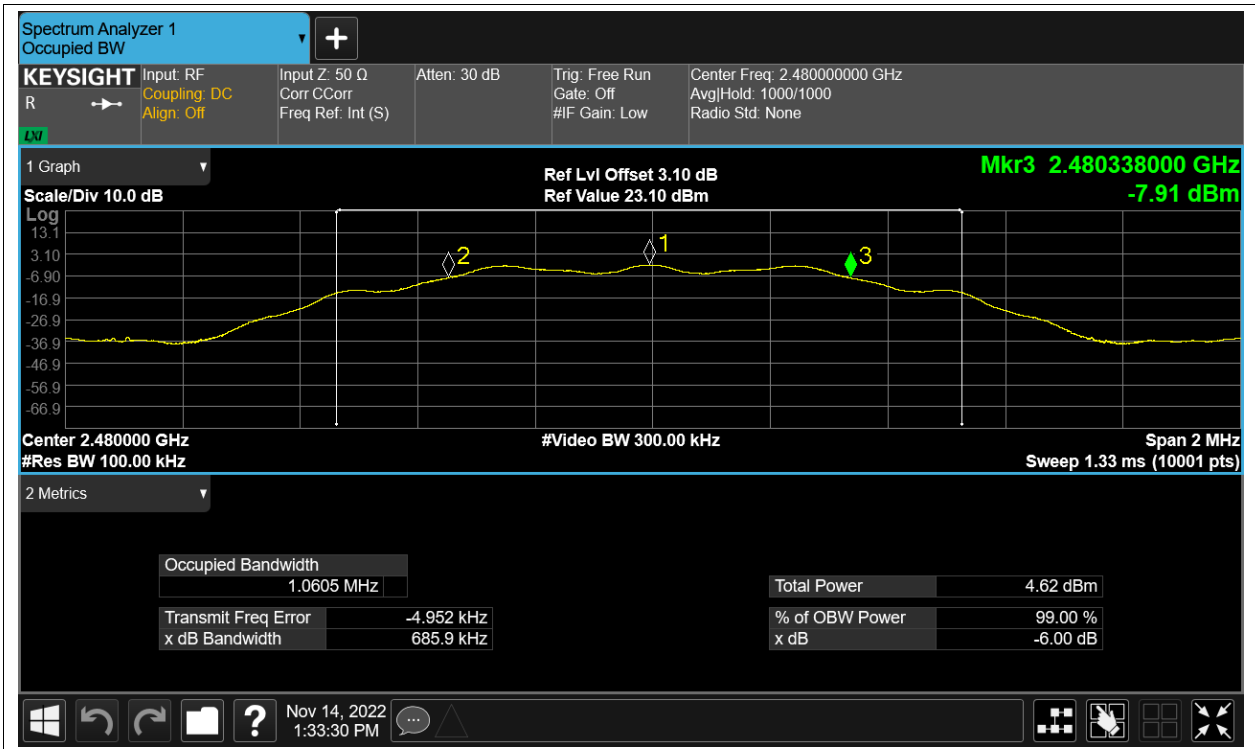 Spectrum Analyzer 1
Occupied BW
KEYSIGHT
R
LXI
Input: RF
Coupling: DC
Align: Off
Input Z: 50 Ω
Corr CCorr
Freq Ref: Int (S)
Atten: 30 dB
Trig: Free Run
Gate: Off
#IF Gain: Low
Center Freq: 2.480000000 GHz
Avg|Hold: 1000/1000
Radio Std: None
1 Graph
Scale/Div 10.0 dB
Ref Lvl Offset 3.10 dB
Ref Value 23.10 dBm
Mkr3 2.480338000 GHz
-7.91 dBm
Log
13.1
3.10
-6.90
-16.9
-26.9
-36.9
-46.9
-56.9
-66.9
2
1
3
Center 2.480000 GHz
#Video BW 300.00 kHz
Span 2 MHz
#Res BW 100.00 kHz
Sweep 1.33 ms (10001 pts)
2 Metrics
Occupied Bandwidth
1.0605 MHz
Transmit Freq Error -4.952 kHz
x dB Bandwidth 685.9 kHz
Total Power 4.62 dBm
% of OBW Power 99.00 %
x dB -6.00 dB
?
Nov 14, 2022
1:33:30 PM